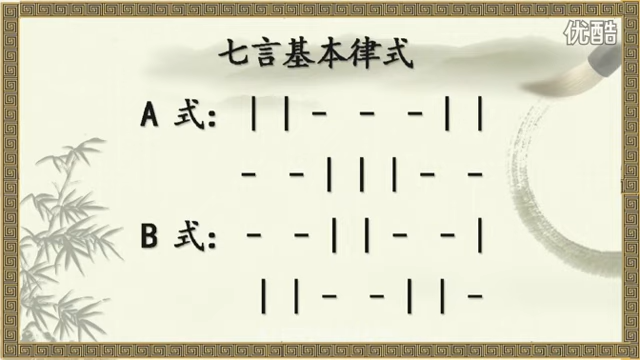 优酷
七言基本律式
A 式: | | - - - | |
- - | | | - -
B 式: - - | | - - |
| | - - | | -